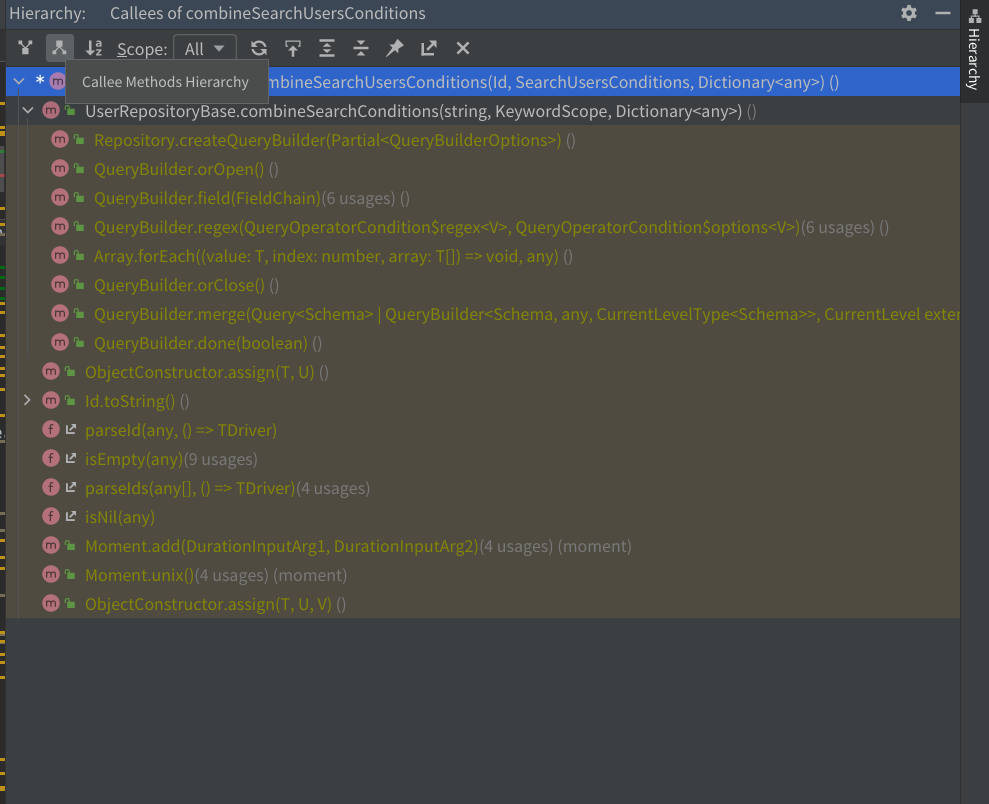 Hierarchy: Callees of combineSearchUsersConditions
Scope: All
Hierarchy
Callee Methods Hierarchy
* m mbineSearchUsersConditions(Id, SearchUsersConditions, Dictionary<any>) ()
m UserRepositoryBase.combineSearchConditions(string, KeywordScope, Dictionary<any>) ()
m Repository.createQueryBuilder(Partial<QueryBuilderOptions>) ()
m QueryBuilder.orOpen() ()
m QueryBuilder.field(FieldChain)(6 usages) ()
m QueryBuilder.regex(QueryOperatorCondition$regex<V>, QueryOperatorCondition$options<V>)(6 usages) ()
m Array.forEach((value: T, index: number, array: T[]) => void, any) ()
m QueryBuilder.orClose() ()
m QueryBuilder.merge(Query<Schema> | QueryBuilder<Schema, any, CurrentLevelType<Schema>>, CurrentLevel exter
m QueryBuilder.done(boolean) ()
m ObjectConstructor.assign(T, U) ()
m Id.toString() ()
f parseId(any, () => TDriver)
f isEmpty(any)(9 usages)
f parseIds(any[], () => TDriver)(4 usages)
f isNil(any)
m Moment.add(DurationInputArg1, DurationInputArg2)(4 usages) (moment)
m Moment.unix()(4 usages) (moment)
m ObjectConstructor.assign(T, U, V) ()